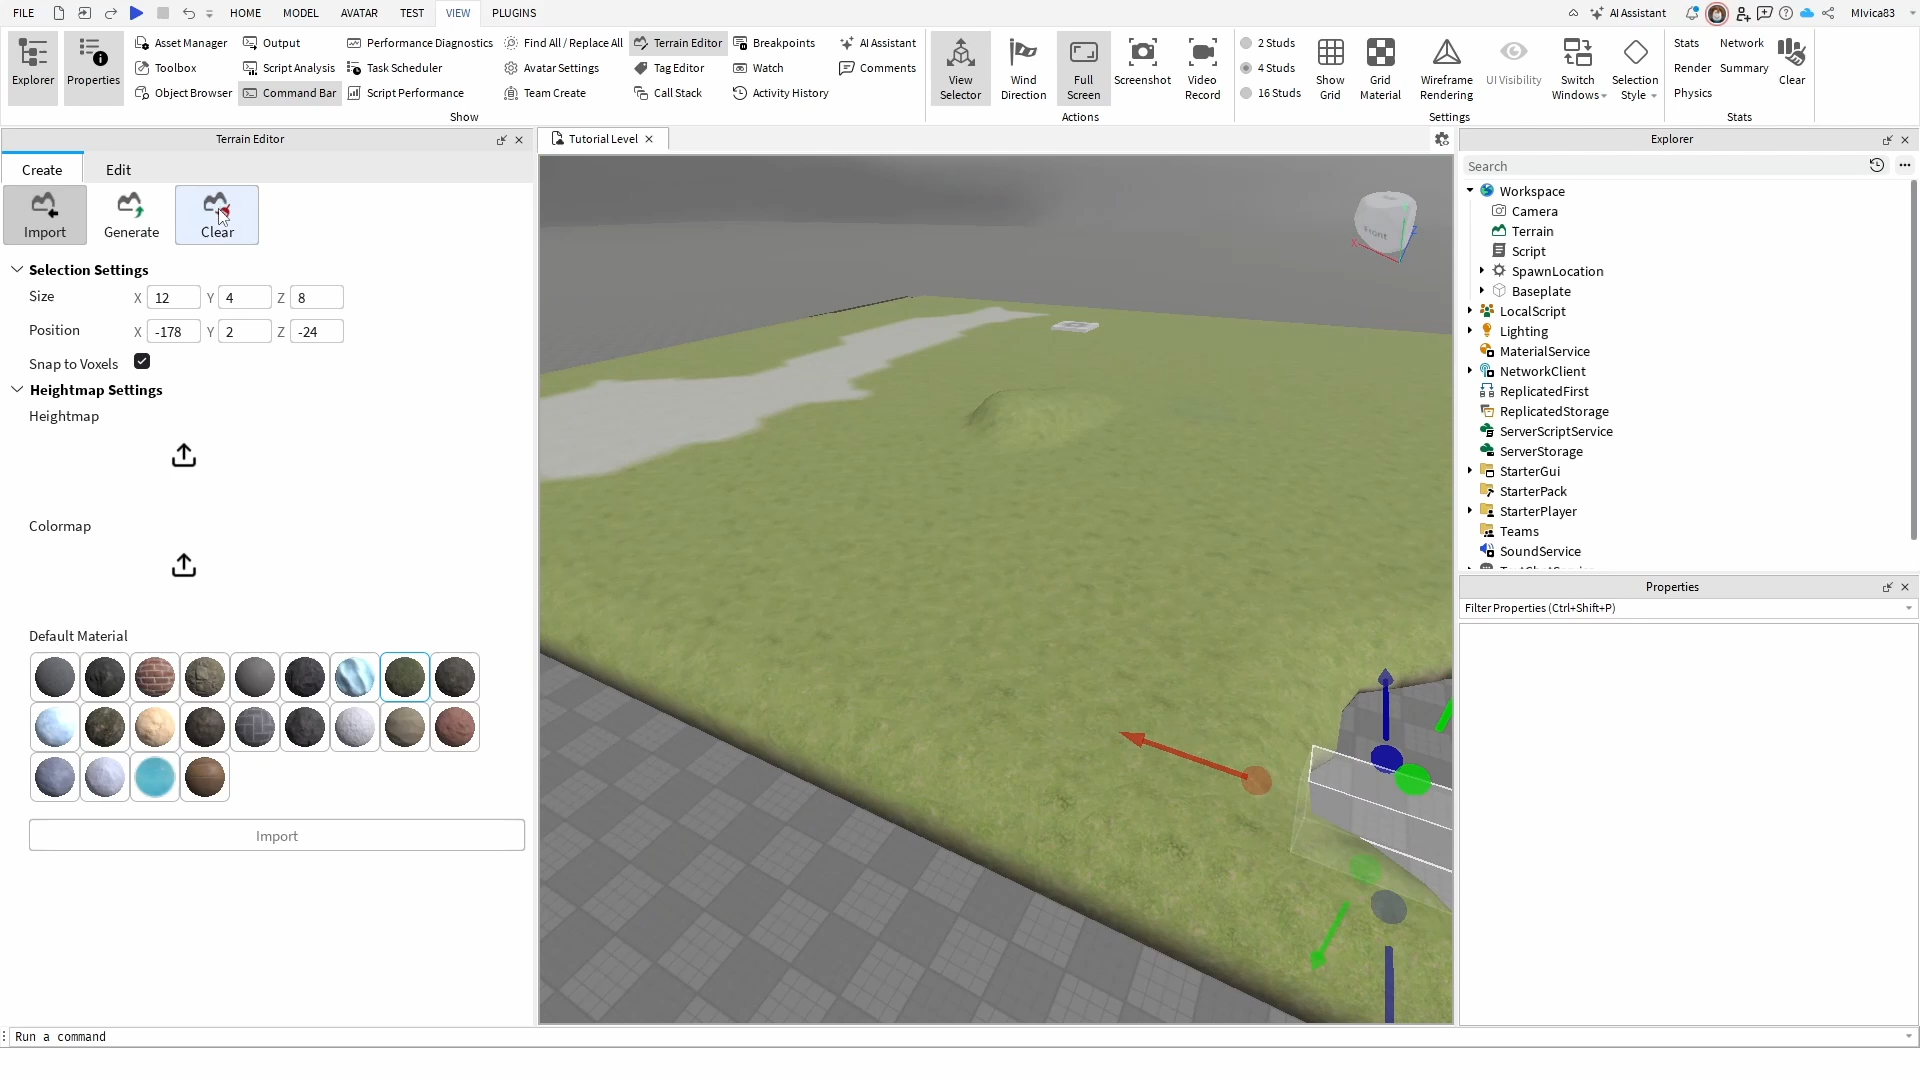 FILE HOME MODEL AVATAR TEST VIEW PLUGINS AI Assistant MIvica83
Explorer
Properties
Asset Manager
Toolbox
Object Browser
Output
Script Analysis
Command Bar
Performance Diagnostics
Task Scheduler
Script Performance
Find All / Replace All
Avatar Settings
Team Create
Terrain Editor
Tag Editor
Call Stack
Breakpoints
Watch
Activity History
AI Assistant
Comments
Show
View
Selector
Wind
Direction
Full
Screen
Screenshot
Video
Record
Actions
2 Studs
4 Studs
16 Studs
Show
Grid
Grid
Material
Wireframe
Rendering
UI Visibility
Switch
Windows
Selection
Style
Settings
Stats
Render
Physics
Network
Summary
Clear
Stats
Terrain Editor
Create Edit
Import Generate Clear
Selection Settings
Size X 12 Y 4 Z 8
Position X -178 Y 2 Z -24
Snap to Voxels
Heightmap Settings
Heightmap
Colormap
Default Material
Import
Tutorial Level
Front
X
Z
Explorer
Search
Workspace
Camera
Terrain
Script
SpawnLocation
Baseplate
LocalScript
Lighting
MaterialService
NetworkClient
ReplicatedFirst
ReplicatedStorage
ServerScriptService
ServerStorage
StarterGui
StarterPack
StarterPlayer
Teams
SoundService
Properties
Filter Properties (Ctrl+Shift+P)
Run a command